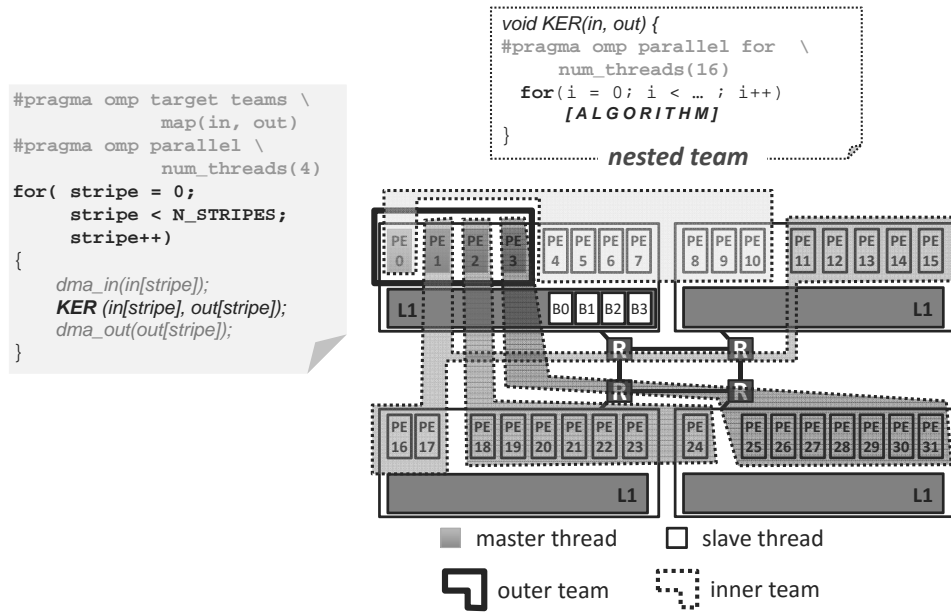 void KER(in, out) {
#pragma omp parallel for \
num_threads(16)
for(i = 0; i < … ; i++)
[ALGORITHM]
}
nested team
#pragma omp target teams \
map(in, out)
#pragma omp parallel \
num_threads(4)
for( stripe = 0;
stripe < N_STRIPES;
stripe++)
{
dma_in(in[stripe]);
KER (in[stripe], out[stripe]);
dma_out(out[stripe]);
}
PE PE PE PE PE PE PE PE PE PE PE PE PE PE PE PE
0 1 2 3 4 5 6 7 8 9 10 11 12 13 14 15
L1 B0 B1 B2 B3 L1
R R
R R
PE PE PE PE PE PE PE PE PE PE PE PE PE PE PE PE
16 17 18 19 20 21 22 23 24 25 26 27 28 29 30 31
L1 L1
master thread slave thread
outer team inner team